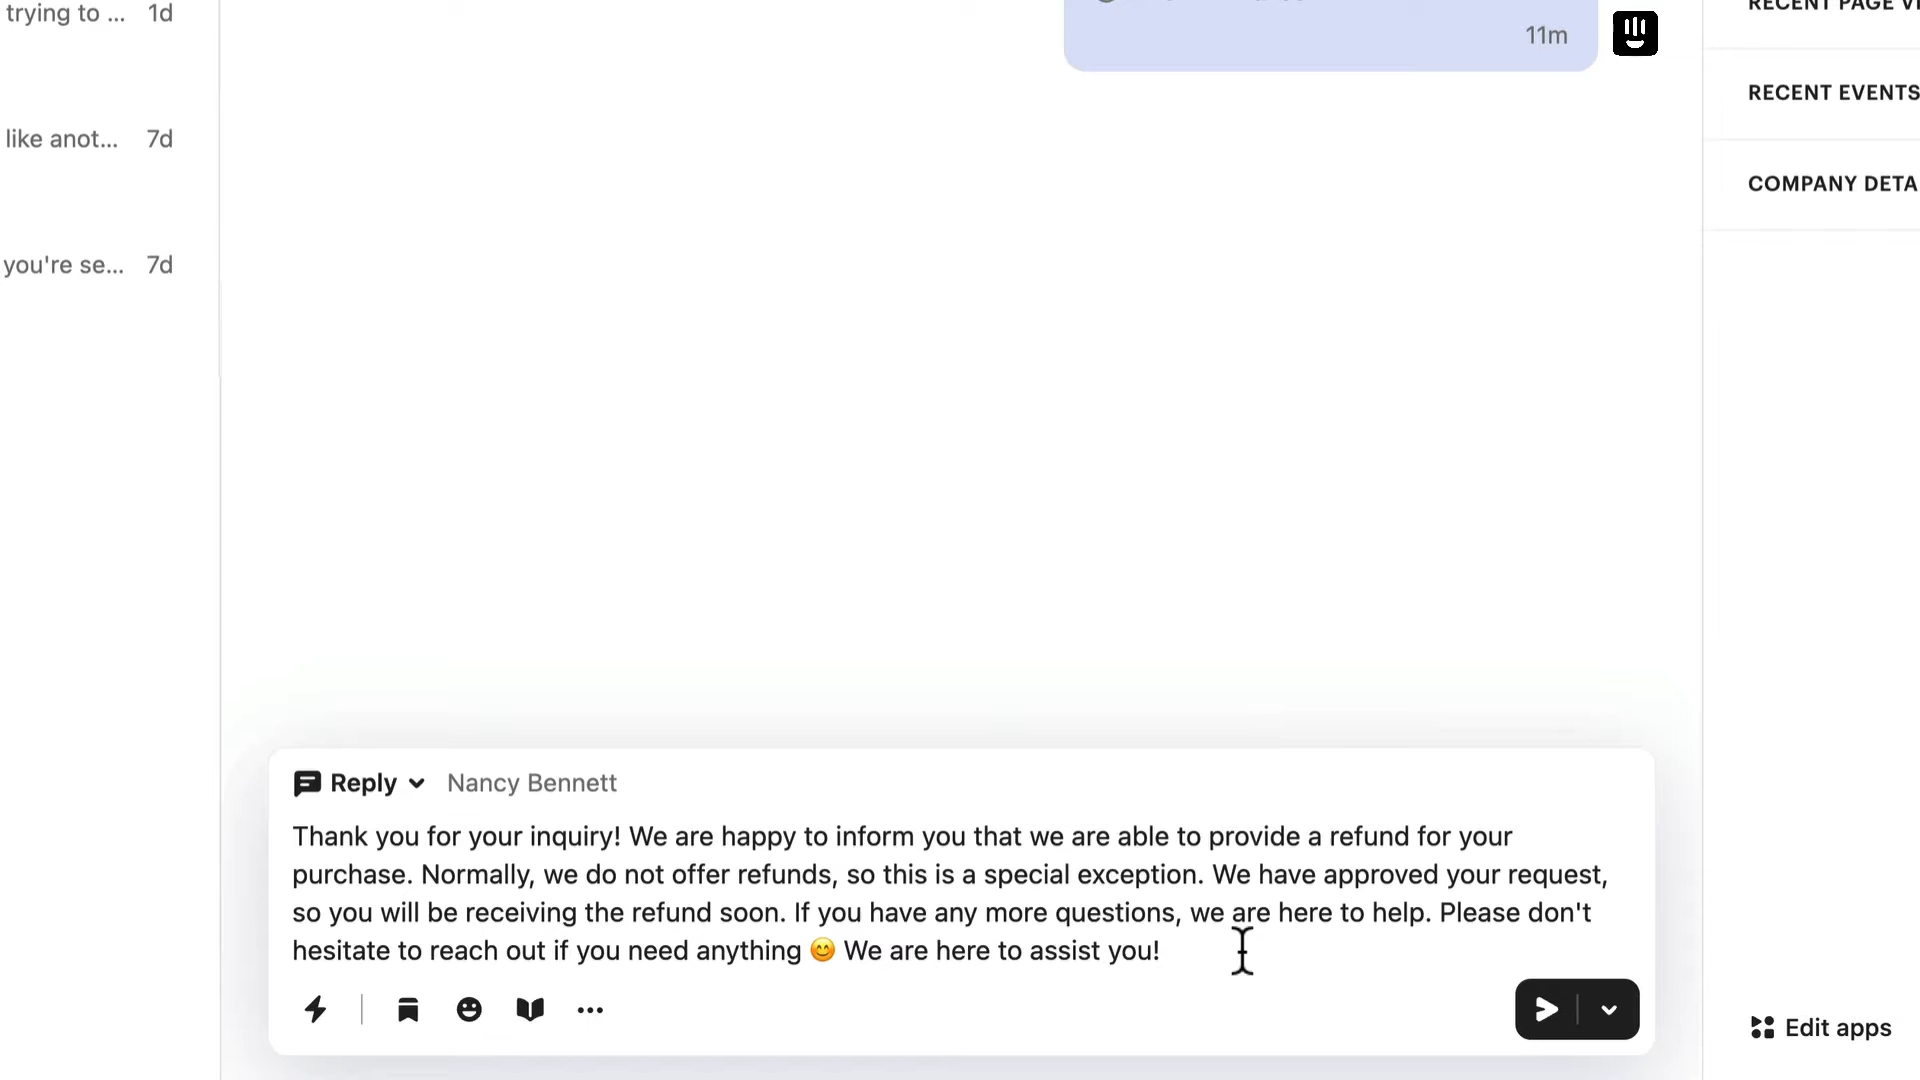 trying to ... 1d
11m
RECENT EVENTS
like anot... 7d
COMPANY DETA
you're se... 7d
Reply Nancy Bennett
Thank you for your inquiry! We are happy to inform you that we are able to provide a refund for your
purchase. Normally, we do not offer refunds, so this is a special exception. We have approved your request,
so you will be receiving the refund soon. If you have any more questions, we are here to help. Please don't
hesitate to reach out if you need anything 😊 We are here to assist you!
Edit apps